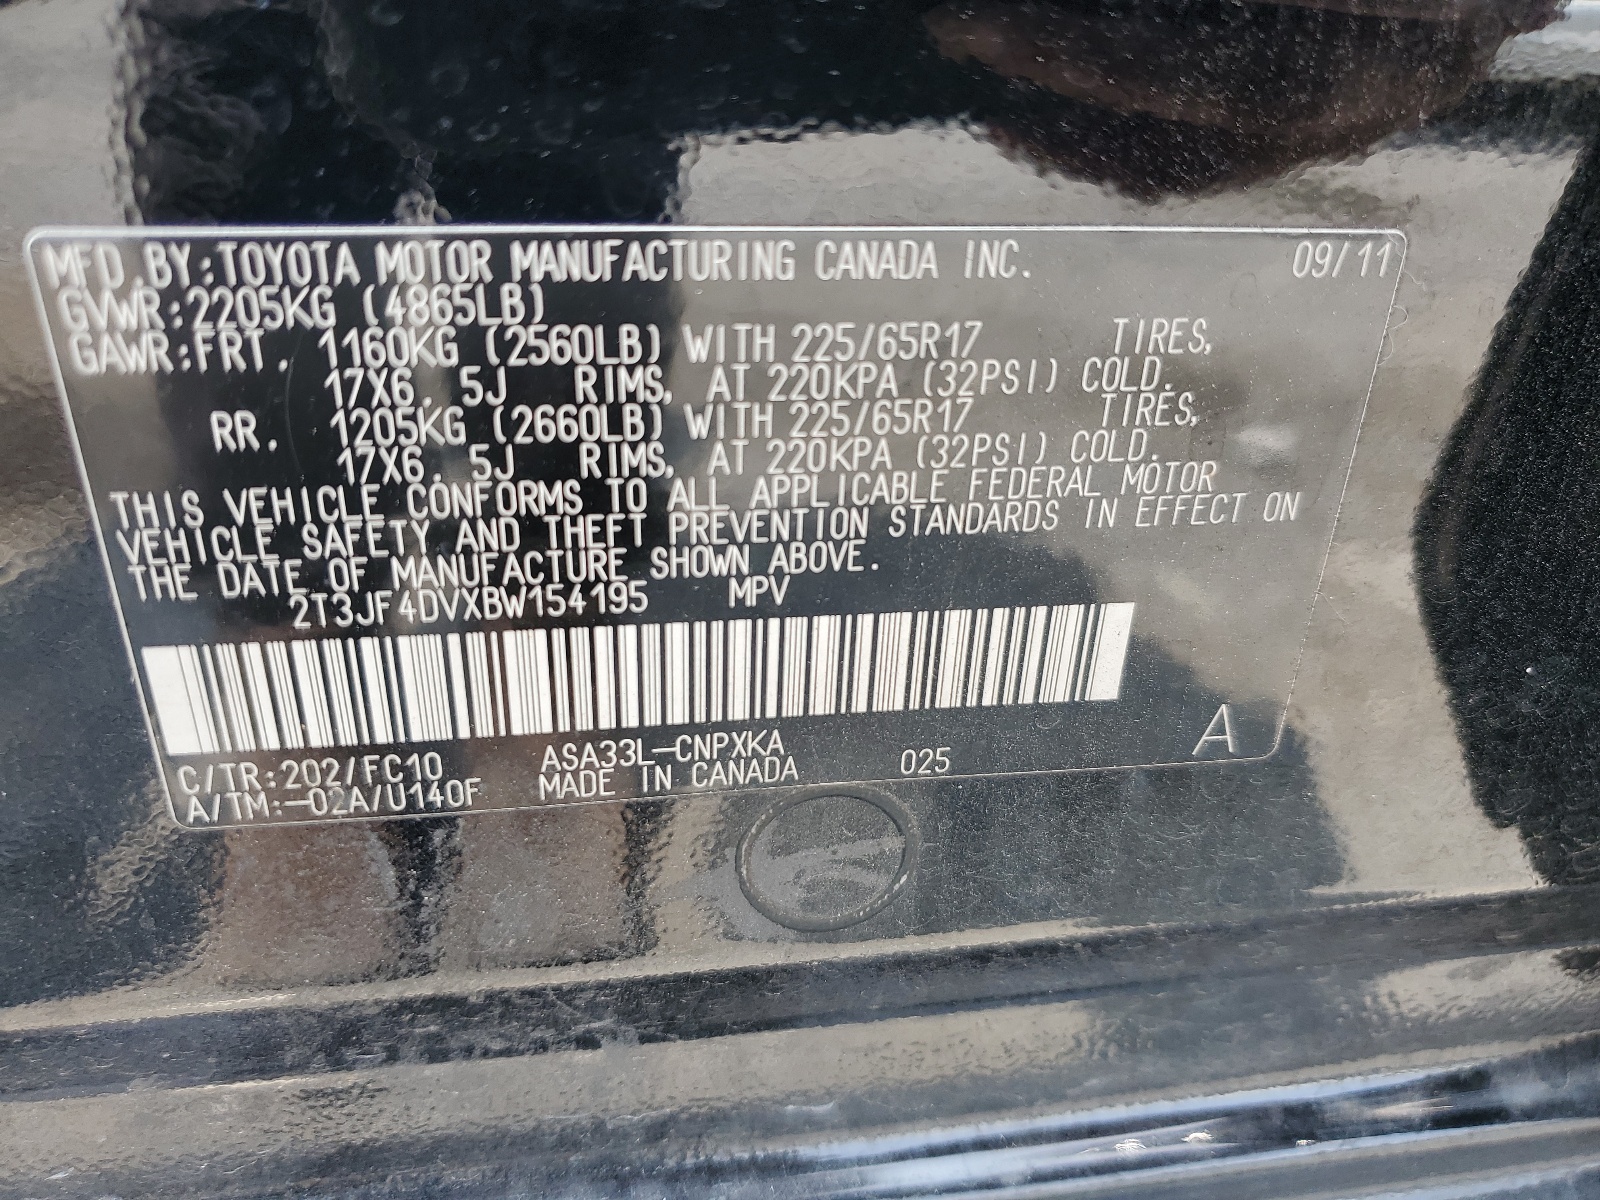 MFD.BY:TOYOTA MOTOR MANUFACTURING CANADA INC. 09/11
GVWR:2205KG (4865LB)
GAWR:FRT. 1160KG (2560LB) WITH 225/65R17 TIRES,
17X6.5J RIMS, AT 220KPA (32PSI) COLD.
RR. 1205KG (2660LB) WITH 225/65R17 TIRES,
17X6.5J RIMS, AT 220KPA (32PSI) COLD.
THIS VEHICLE CONFORMS TO ALL APPLICABLE FEDERAL MOTOR
VEHICLE SAFETY AND THEFT PREVENTION STANDARDS IN EFFECT ON
THE DATE OF MANUFACTURE SHOWN ABOVE.
2T3JF4DVXBW154195 MPV
C/TR:202/FC10 ASA33L-CNPXKA 025 A
A/TM:-02A/U140F MADE IN CANADA